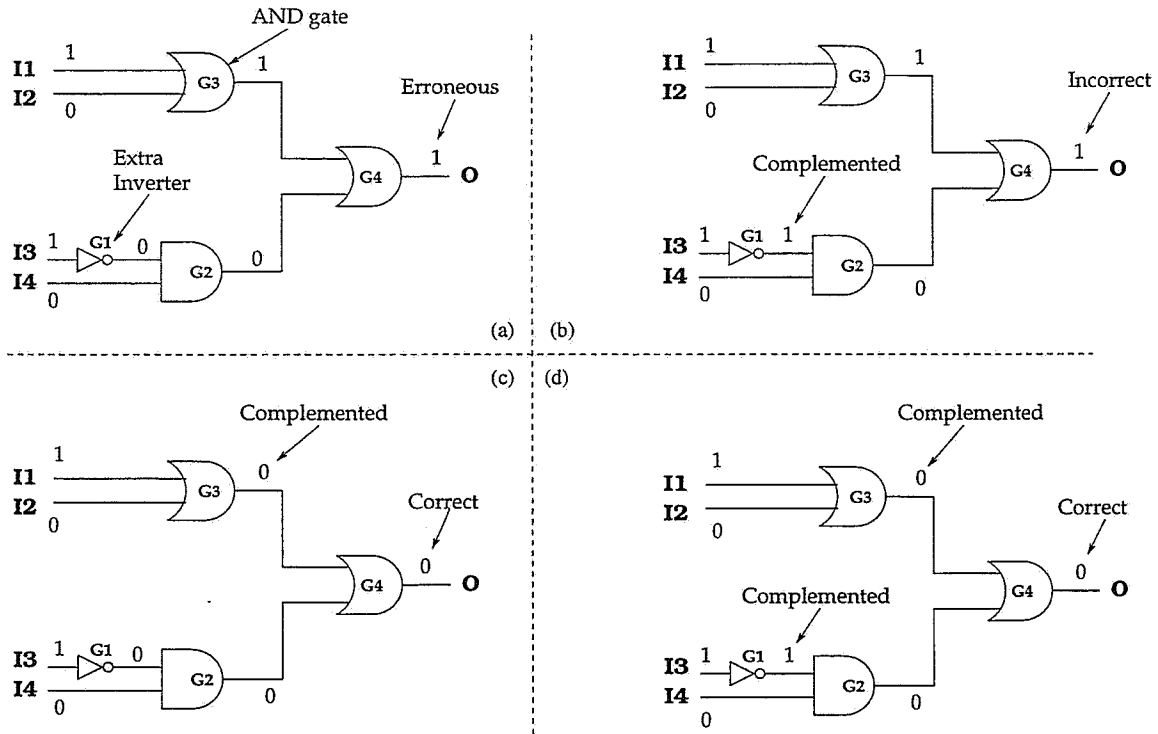 AND gate
1
I1
G3
1
I2
0
Erroneous
1
G4
O
Extra
Inverter
I3
1
G1
0
G2
0
I4
0
(a)
1
I1
G3
1
I2
0
Incorrect
1
G4
O
Complemented
I3
1
G1
1
G2
I4
0
0
(b)
(c)
Complemented
1
I1
0
G3
I2
0
Correct
0
G4
O
I3
1
G1
0
G2
I4
0
0
(d)
Complemented
1
I1
0
G3
I2
0
Correct
0
G4
O
Complemented
I3
1
G1
1
G2
I4
0
0